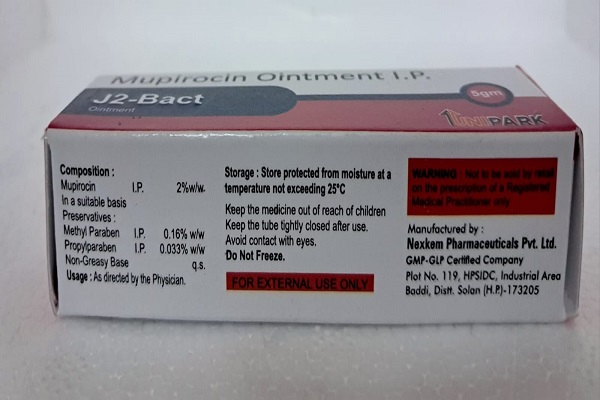 Mupirocin Ointment I.P.
J2-Bact
Ointment
5gm
UNIPARK
Composition :
Mupirocin I.P. 2%w/w.
In a suitable basis
Preservatives :
Methyl Paraben I.P. 0.16% w/w
Propylparaben I.P. 0.033% w/w
Non-Greasy Base q.s.
Usage : As directed by the Physician.
Storage : Store protected from moisture at a
temperature not exceeding 25°C
Keep the medicine out of reach of children
Keep the tube tightly closed after use.
Avoid contact with eyes.
Do Not Freeze.
FOR EXTERNAL USE ONLY
WARNING : Not to be sold by retail
on the prescription of a Registered
Medical Practitioner only.
Manufactured by :
Nexkem Pharmaceuticals Pvt. Ltd.
GMP-GLP Certified Company
Plot No. 119, HPSIDC, Industrial Area
Baddi, Distt. Solan (H.P.)-173205